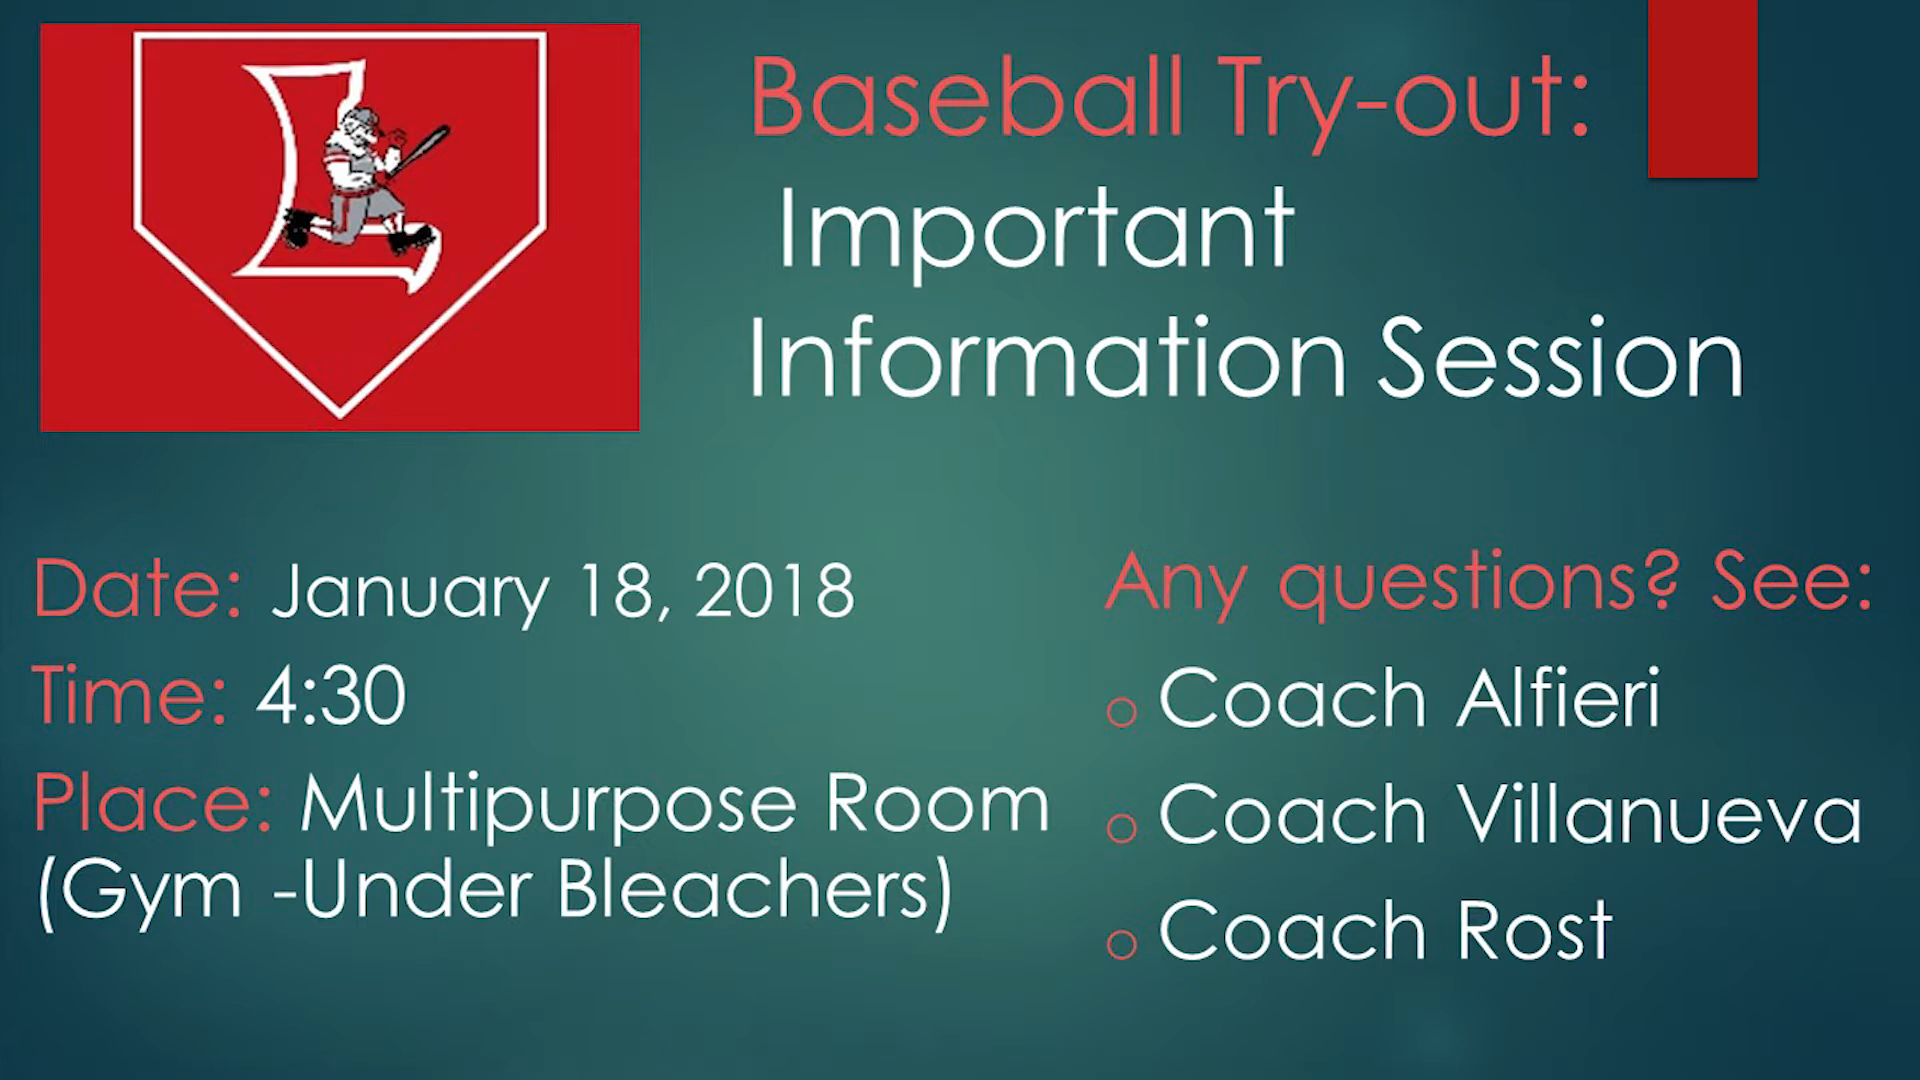 L
Baseball Try-out:
Important
Information Session
Date: January 18, 2018
Time: 4:30
Place: Multipurpose Room
(Gym -Under Bleachers)
Any questions? See:
Coach Alfieri
Coach Villanueva
Coach Rost